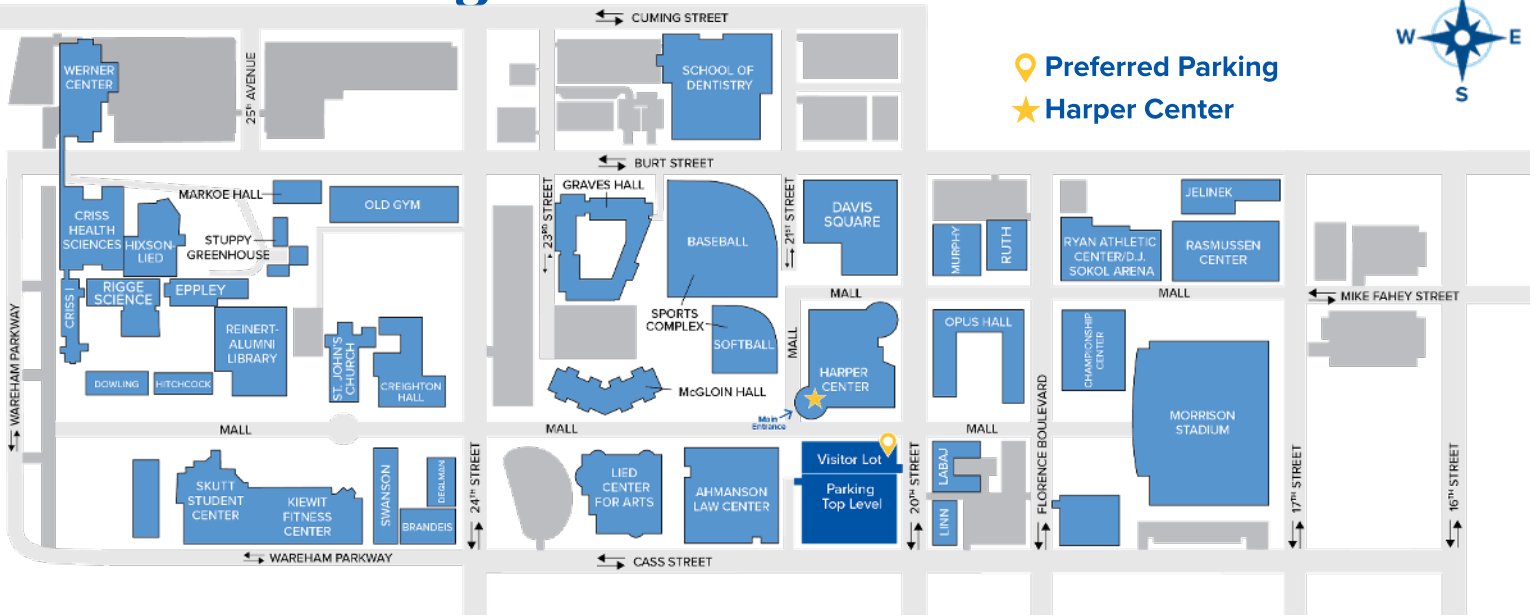 CUMING STREET
W
E
S
Preferred Parking
Harper Center
WERNER
CENTER
25TH AVENUE
SCHOOL OF
DENTISTRY
BURT STREET
MARKOE HALL
OLD GYM
CRISS
HEALTH
SCIENCES
HIXSON-
LIED
STUPPY
GREENHOUSE
23RD STREET
GRAVES HALL
BASEBALL
21ST STREET
DAVIS
SQUARE
MURPHY
RUTH
RYAN ATHLETIC
CENTER/D.J.
SOKOL ARENA
JELINEK
RASMUSSEN
CENTER
RIGGE
SCIENCE
EPPLEY
CRISS I
MALL
MALL
MIKE FAHEY STREET
REINERT-
ALUMNI
LIBRARY
ST. JOHN'S
CHURCH
CREIGHTON
HALL
SPORTS
COMPLEX
SOFTBALL
MALL
HARPER
CENTER
OPUS HALL
CHAMPIONSHIP
CENTER
WAREHAM PARKWAY
DOWLING
HITCHCOCK
McGLOIN HALL
Main
Entrance
MORRISON
STADIUM
FLORENCE BOULEVARD
MALL
MALL
MALL
SKUTT
STUDENT
CENTER
KIEWIT
FITNESS
CENTER
SWANSON
DEGLMAN
BRANDEIS
24TH STREET
LIED
CENTER
FOR ARTS
AHMANSON
LAW CENTER
Visitor Lot
Parking
Top Level
20TH STREET
LABAJ
LINN
17TH STREET
16TH STREET
WAREHAM PARKWAY
CASS STREET